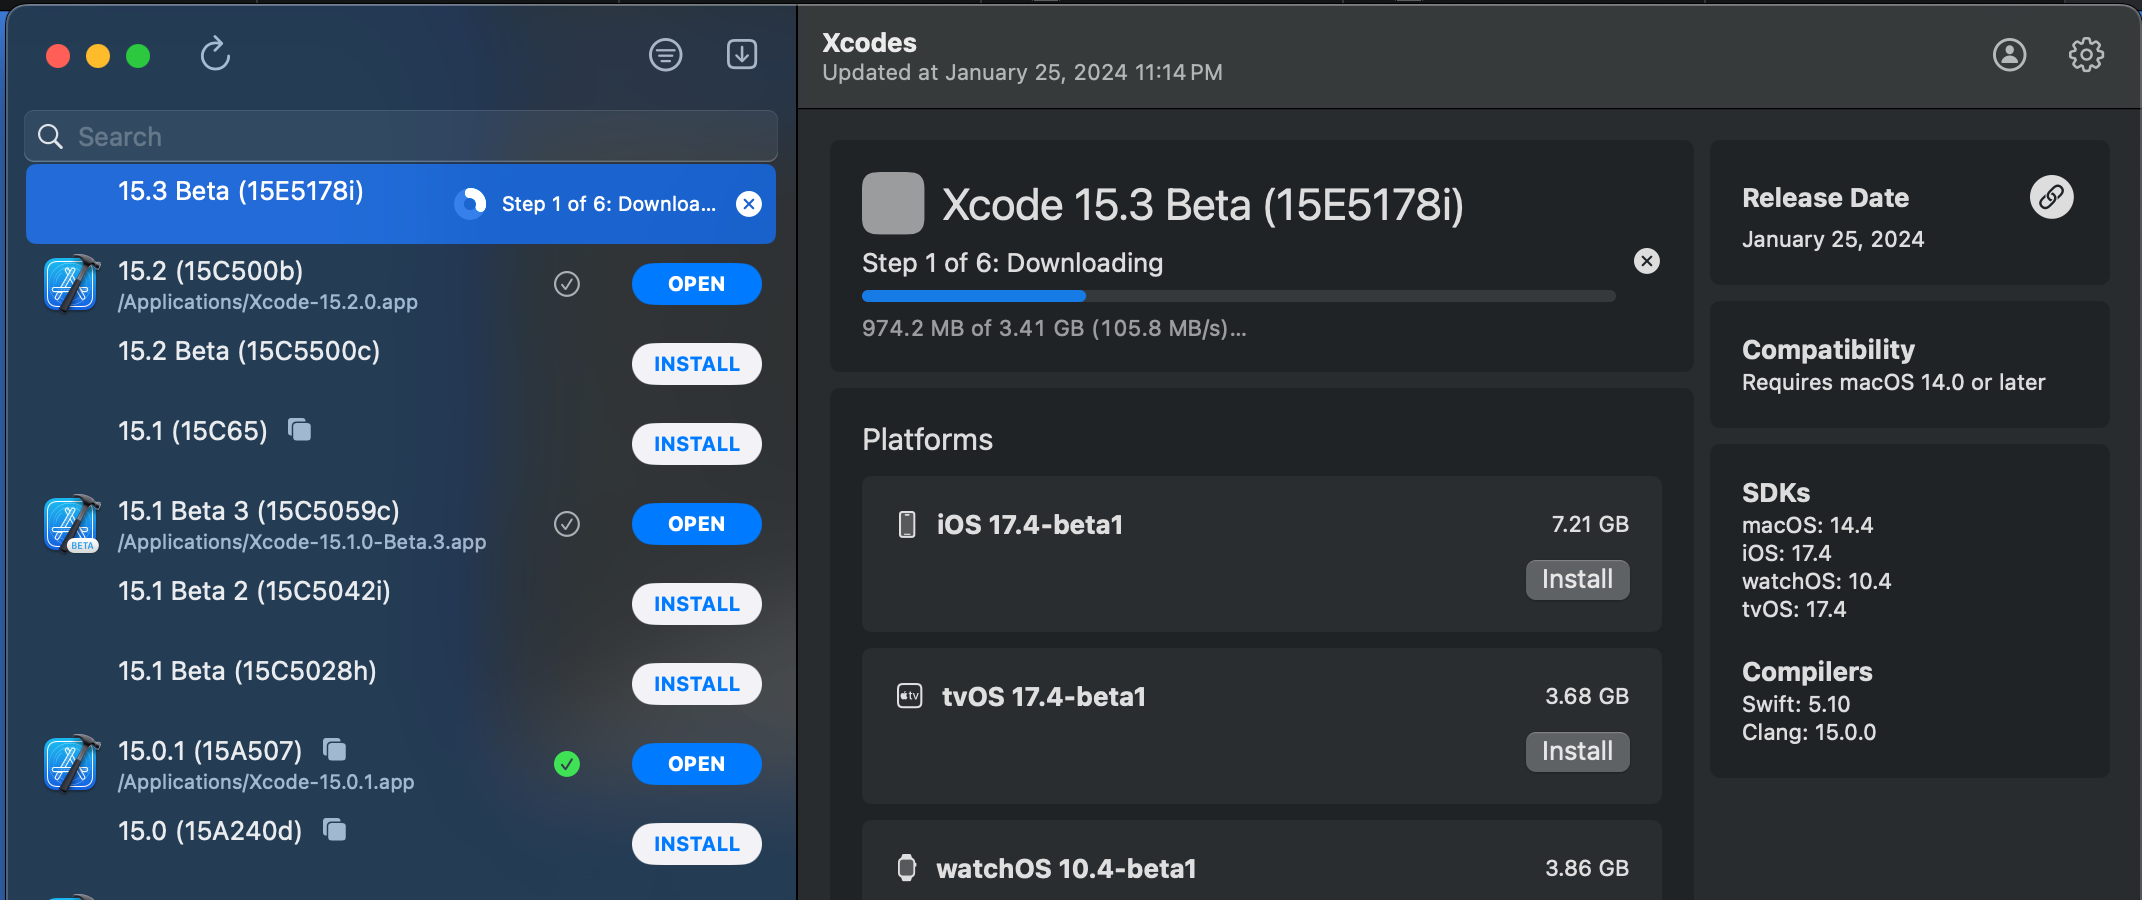 Search
15.3 Beta (15E5178i)
Step 1 of 6: Downloa...
15.2 (15C500b)
/Applications/Xcode-15.2.0.app
OPEN
15.2 Beta (15C5500c)
INSTALL
15.1 (15C65)
INSTALL
15.1 Beta 3 (15C5059c)
/Applications/Xcode-15.1.0-Beta.3.app
BETA
OPEN
15.1 Beta 2 (15C5042i)
INSTALL
15.1 Beta (15C5028h)
INSTALL
15.0.1 (15A507)
/Applications/Xcode-15.0.1.app
OPEN
15.0 (15A240d)
INSTALL
Xcodes
Updated at January 25, 2024 11:14 PM
Xcode 15.3 Beta (15E5178i)
Step 1 of 6: Downloading
974.2 MB of 3.41 GB (105.8 MB/s)...
Platforms
iOS 17.4-beta1
7.21 GB
Install
tv
tvOS 17.4-beta1
3.68 GB
Install
watchOS 10.4-beta1
3.86 GB
Release Date
January 25, 2024
Compatibility
Requires macOS 14.0 or later
SDKs
macOS: 14.4
iOS: 17.4
watchOS: 10.4
tvOS: 17.4
Compilers
Swift: 5.10
Clang: 15.0.0